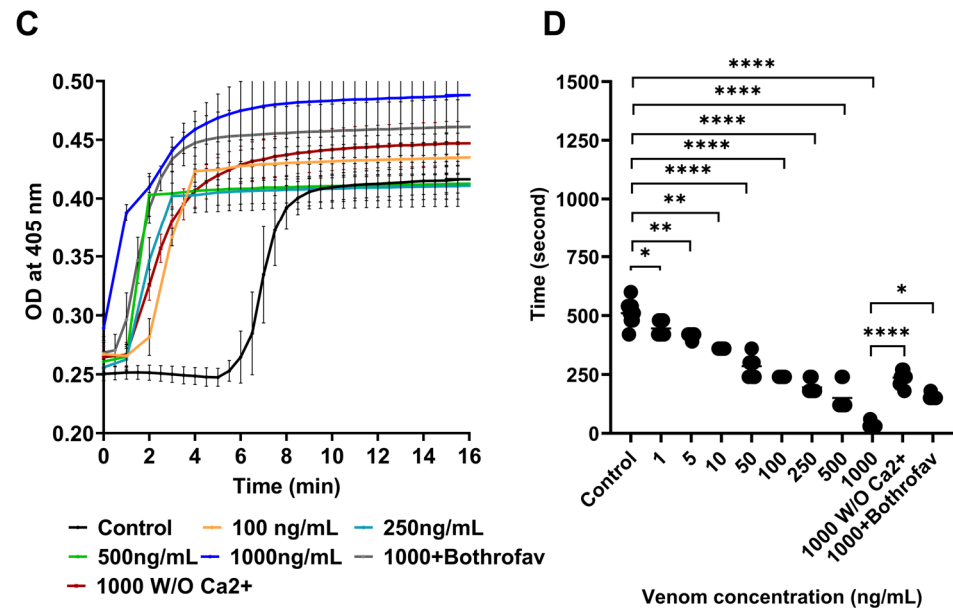 C
OD at 405 nm
0.50
0.45
0.40
0.35
0.30
0.25
0.20
0 2 4 6 8 10 12 14 16
Time (min)
Control 100 ng/mL 250ng/mL
500ng/mL 1000ng/mL 1000+Bothrofav
1000 W/O Ca2+
D
Time (second)
1500
1250
1000
750
500
250
0
****
****
****
****
****
**
**
*
*
****
Control 1 5 10 50 100 250 500 1000 1000 W/O Ca2+ 1000+Bothrofav
Venom concentration (ng/mL)